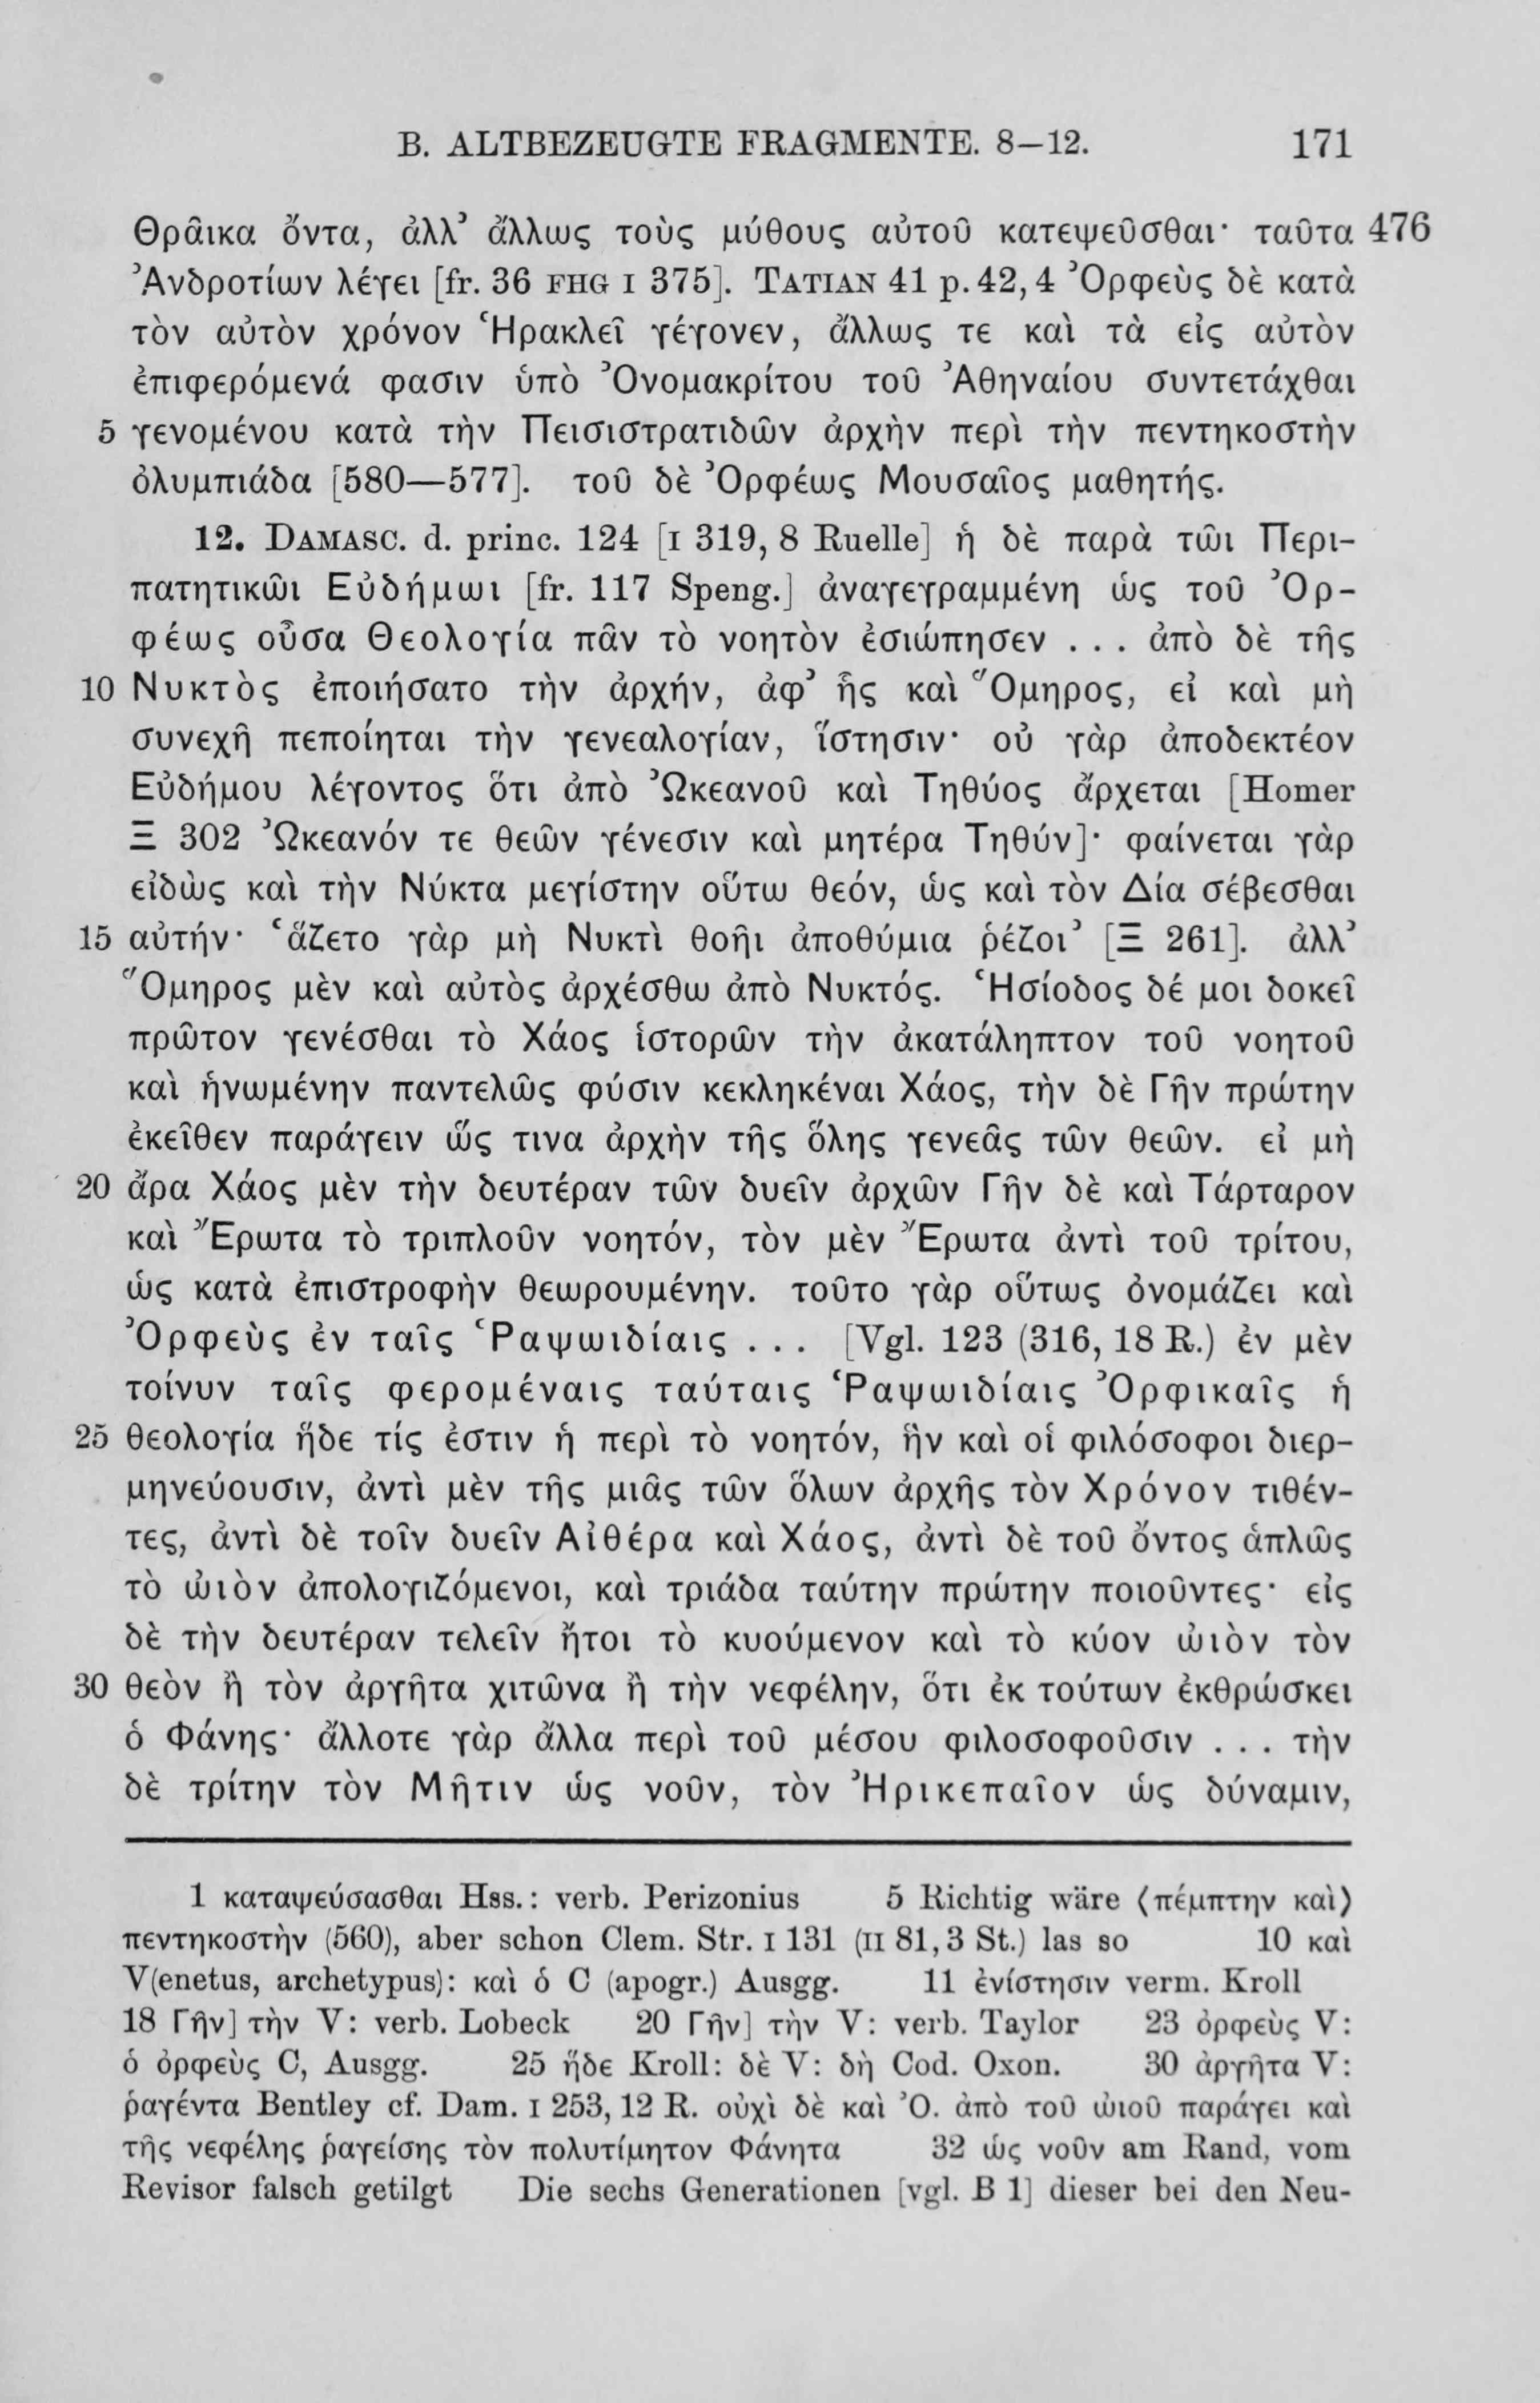 B. ALTBEZEUGTE FRAGMENTE. 8—12. 171
Θρᾶικα ὄντα, ἀλλ' ἄλλως τοὺς μύθους αὐτοῦ κατεψεῦσθαι· ταῦτα 476
Ἀνδροτίων λέγει [fr. 36 FHG I 375]. TATIAN 41 p. 42, 4 Ὀρφεὺς δὲ κατὰ
τὸν αὐτὸν χρόνον Ἡρακλεῖ γέγονεν, ἄλλως τε καὶ τὰ εἰς αὐτὸν
ἐπιφερόμενά φασιν ὑπὸ Ὀνομακρίτου τοῦ Ἀθηναίου συντετάχθαι
5 γενομένου κατὰ τὴν Πεισιστρατιδῶν ἀρχὴν περὶ τὴν πεντηκοστὴν
ὀλυμπιάδα [580—577]. τοῦ δὲ Ὀρφέως Μουσαῖος μαθητής.
12. DAMASC. d. princ. 124 [I 319, 8 Ruelle] ἡ δὲ παρὰ τῶι Περι-
πατητικῶι Εὐδήμωι [fr. 117 Speng.] ἀναγεγραμμένη ὡς τοῦ Ὀρ-
φέως οὖσα Θεολογία πᾶν τὸ νοητὸν ἐσιώπησεν . . . ἀπὸ δὲ τῆς
10 Νυκτὸς ἐποιήσατο τὴν ἀρχήν, ἀφ' ἧς καὶ Ὅμηρος, εἰ καὶ μὴ
συνεχῆ πεποίηται τὴν γενεαλογίαν, ἵστησιν· οὐ γὰρ ἀποδεκτέον
Εὐδήμου λέγοντος ὅτι ἀπὸ Ὠκεανοῦ καὶ Τηθύος ἄρχεται [Homer
Ξ 302 Ὠκεανόν τε θεῶν γένεσιν καὶ μητέρα Τηθύν]· φαίνεται γὰρ
εἰδὼς καὶ τὴν Νύκτα μεγίστην οὕτω θεόν, ὡς καὶ τὸν Δία σέβεσθαι
15 αὐτήν· ‘ἅζετο γὰρ μὴ Νυκτὶ θοῆι ἀποθύμια ῥέζοι’ [Ξ 261]. ἀλλ'
Ὅμηρος μὲν καὶ αὐτὸς ἀρχέσθω ἀπὸ Νυκτός. Ἡσίοδος δέ μοι δοκεῖ
πρῶτον γενέσθαι τὸ Χάος ἱστορῶν τὴν ἀκατάληπτον τοῦ νοητοῦ
καὶ ἡνωμένην παντελῶς φύσιν κεκληκέναι Χάος, τὴν δὲ Γῆν πρώτην
ἐκεῖθεν παράγειν ὥς τινα ἀρχὴν τῆς ὅλης γενεᾶς τῶν θεῶν. εἰ μὴ
20 ἄρα Χάος μὲν τὴν δευτέραν τῶν δυεῖν ἀρχῶν Γῆν δὲ καὶ Τάρταρον
καὶ Ἔρωτα τὸ τριπλοῦν νοητόν, τὸν μὲν Ἔρωτα ἀντὶ τοῦ τρίτου,
ὡς κατὰ ἐπιστροφὴν θεωρουμένην. τοῦτο γὰρ οὕτως ὀνομάζει καὶ
Ὀρφεὺς ἐν ταῖς Ῥαψωιδίαις . . . [Vgl. 123 (316, 18 R.) ἐν μὲν
τοίνυν ταῖς φερομέναις ταύταις Ῥαψωιδίαις Ὀρφικαῖς ἡ
25 θεολογία ἥδε τίς ἐστιν ἡ περὶ τὸ νοητόν, ἣν καὶ οἱ φιλόσοφοι διερ-
μηνεύουσιν, ἀντὶ μὲν τῆς μιᾶς τῶν ὅλων ἀρχῆς τὸν Χρόνον τιθέν-
τες, ἀντὶ δὲ τοῖν δυεῖν Αἰθέρα καὶ Χάος, ἀντὶ δὲ τοῦ ὄντος ἁπλῶς
τὸ ὠιὸν ἀπολογιζόμενοι, καὶ τριάδα ταύτην πρώτην ποιοῦντες· εἰς
δὲ τὴν δευτέραν τελεῖν ἤτοι τὸ κυούμενον καὶ τὸ κύον ὠιὸν τὸν
30 θεὸν ἢ τὸν ἀργῆτα χιτῶνα ἢ τὴν νεφέλην, ὅτι ἐκ τούτων ἐκθρώσκει
ὁ Φάνης· ἄλλοτε γὰρ ἄλλα περὶ τοῦ μέσου φιλοσοφοῦσιν . . . τὴν
δὲ τρίτην τὸν Μῆτιν ὡς νοῦν, τὸν Ἠρικεπαῖον ὡς δύναμιν,
1 καταψεύσασθαι Hss.: verb. Perizonius 5 Richtig wäre ⟨πέμπτην καὶ⟩
πεντηκοστὴν (560), aber schon Clem. Str. I 131 (II 81, 3 St.) las so 10 καὶ
V(enetus, archetypus): καὶ ὁ C (apogr.) Ausgg. 11 ἐνίστησιν verm. Kroll
18 Γῆν] τὴν V: verb. Lobeck 20 Γῆν] τὴν V: verb. Taylor 23 ὀρφεὺς V:
ὁ ὀρφεὺς C, Ausgg. 25 ἥδε Kroll: δὲ V: δὴ Cod. Oxon. 30 ἀργῆτα V:
ῥαγέντα Bentley cf. Dam. I 253, 12 R. οὐχὶ δὲ καὶ Ὀ. ἀπὸ τοῦ ὠιοῦ παράγει καὶ
τῆς νεφέλης ῥαγείσης τὸν πολυτίμητον Φάνητα 32 ὡς νοῦν am Rand, vom
Revisor falsch getilgt Die sechs Generationen [vgl. B 1] dieser bei den Neu-